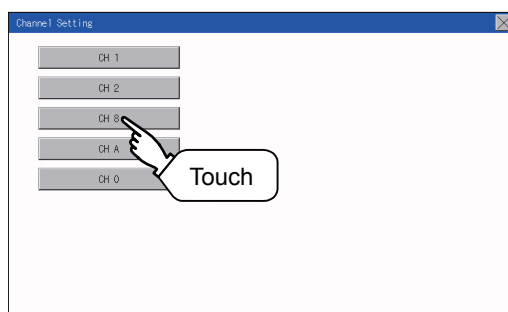 Channel Setting
CH 1
CH 2
CH 8
CH A
CH 0
Touch